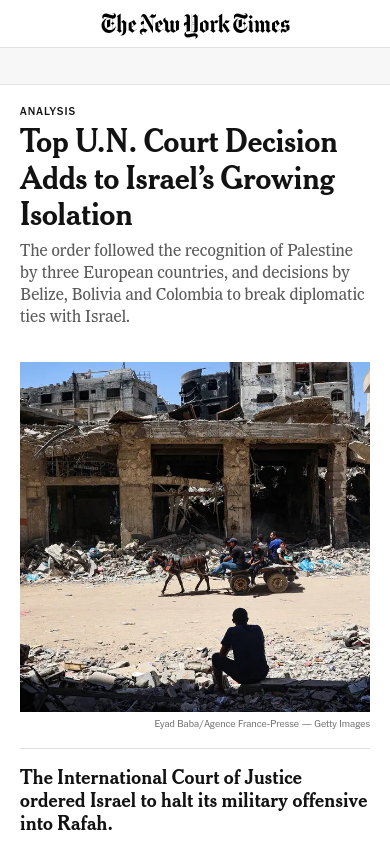 The New York Times
ANALYSIS
Top U.N. Court Decision
Adds to Israel’s Growing
Isolation
The order followed the recognition of Palestine
by three European countries, and decisions by
Belize, Bolivia and Colombia to break diplomatic
ties with Israel.
Eyad Baba/Agence France-Presse — Getty Images
The International Court of Justice
ordered Israel to halt its military offensive
into Rafah.